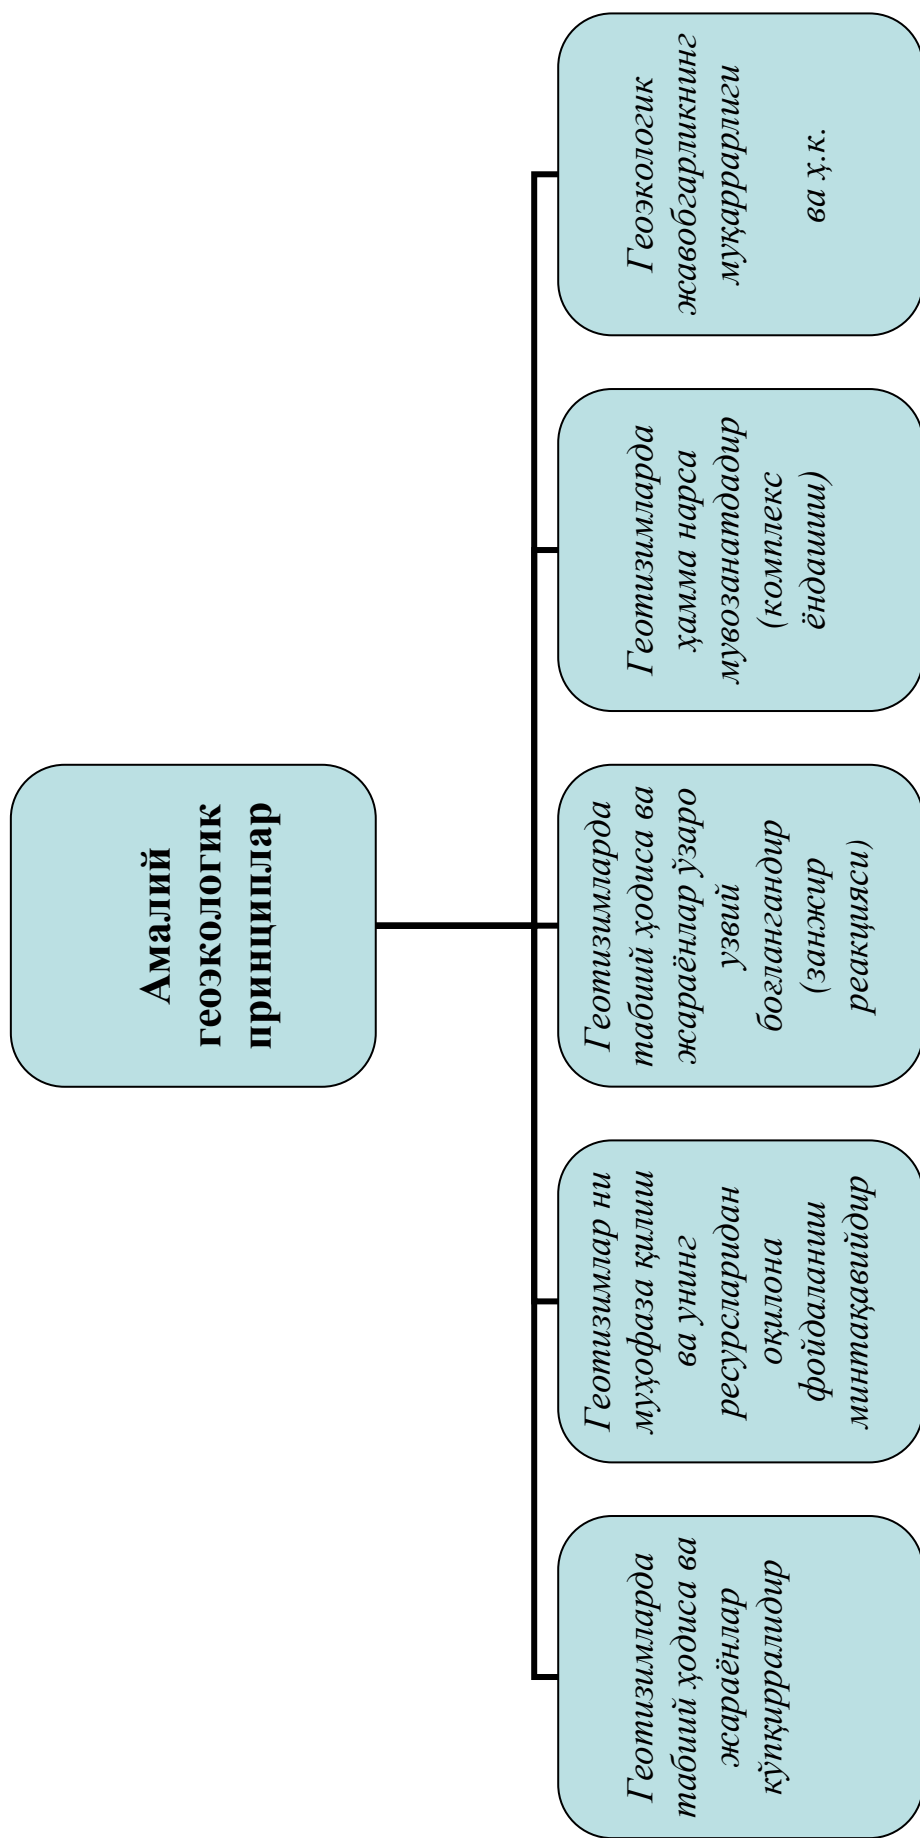 Амалий
геоэкологик
принциплар
Геотизимларда
табиий ҳодиса ва
жараёнлар
кўпқирралидир
Геотизимлар ни
муҳофаза қилиш
ва унинг
ресурсларидан
оқилона
фойдаланиш
минтақавийдир
Геотизимларда
табиий ҳодиса ва
жараёнлар ўзаро
узвий
боғлангандир
(занжир
реакцияси)
Геотизимларда
ҳамма нарса
мувозанатдадир
(комплекс
ёндашиш)
Геоэкологик
жавобгарликнинг
муқаррарлиги
ва ҳ.к.